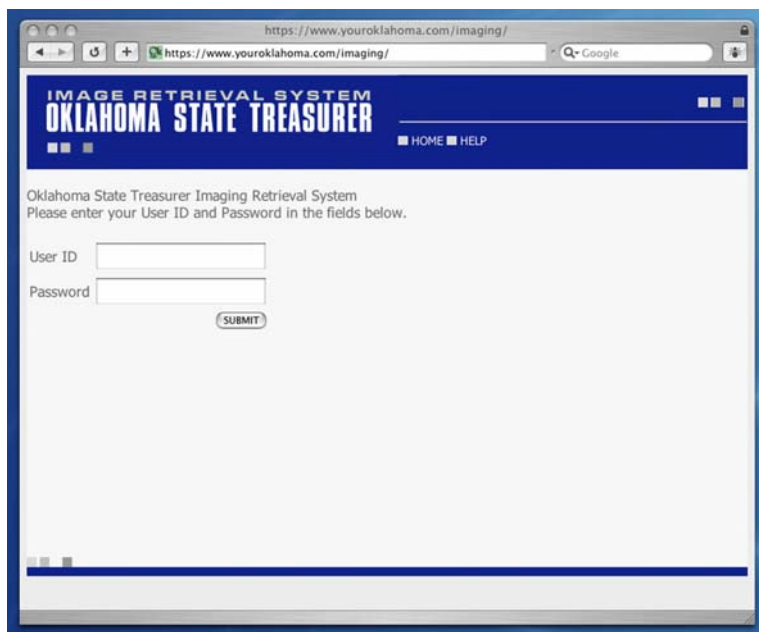 https://www.youroklahoma.com/imaging/
https://www.youroklahoma.com/imaging/
Google
IMAGE RETRIEVAL SYSTEM
OKLAHOMA STATE TREASURER
HOME HELP
Oklahoma State Treasurer Imaging Retrieval System
Please enter your User ID and Password in the fields below.
User ID
Password
SUBMIT